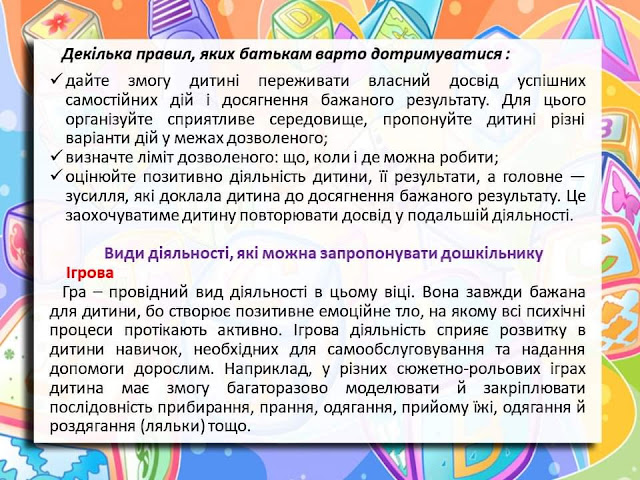 Декілька правил, яких батькам варто дотримуватися :
✓дайте змогу дитині переживати власний досвід успішних
самостійних дій і досягнення бажаного результату. Для цього
організуйте сприятливе середовище, пропонуйте дитині різні
варіанти дій у межах дозволеного;
✓визначте ліміт дозволеного: що, коли і де можна робити;
✓оцінюйте позитивно діяльність дитини, її результати, а головне —
зусилля, які доклала дитина до досягнення бажаного результату. Це
заохочуватиме дитину повторювати досвід у подальшій діяльності.
Види діяльності, які можна запропонувати дошкільнику
Ігрова
Гра – провідний вид діяльності в цьому віці. Вона завжди бажана
для дитини, бо створює позитивне емоційне тло, на якому всі психічні
процеси протікають активно. Ігрова діяльність сприяє розвитку в
дитини навичок, необхідних для самообслуговування та надання
допомоги дорослим. Наприклад, у різних сюжетно-рольових іграх
дитина має змогу багаторазово моделювати й закріплювати
послідовність прибирання, прання, одягання, прийому їжі, одягання й
роздягання (ляльки) тощо.